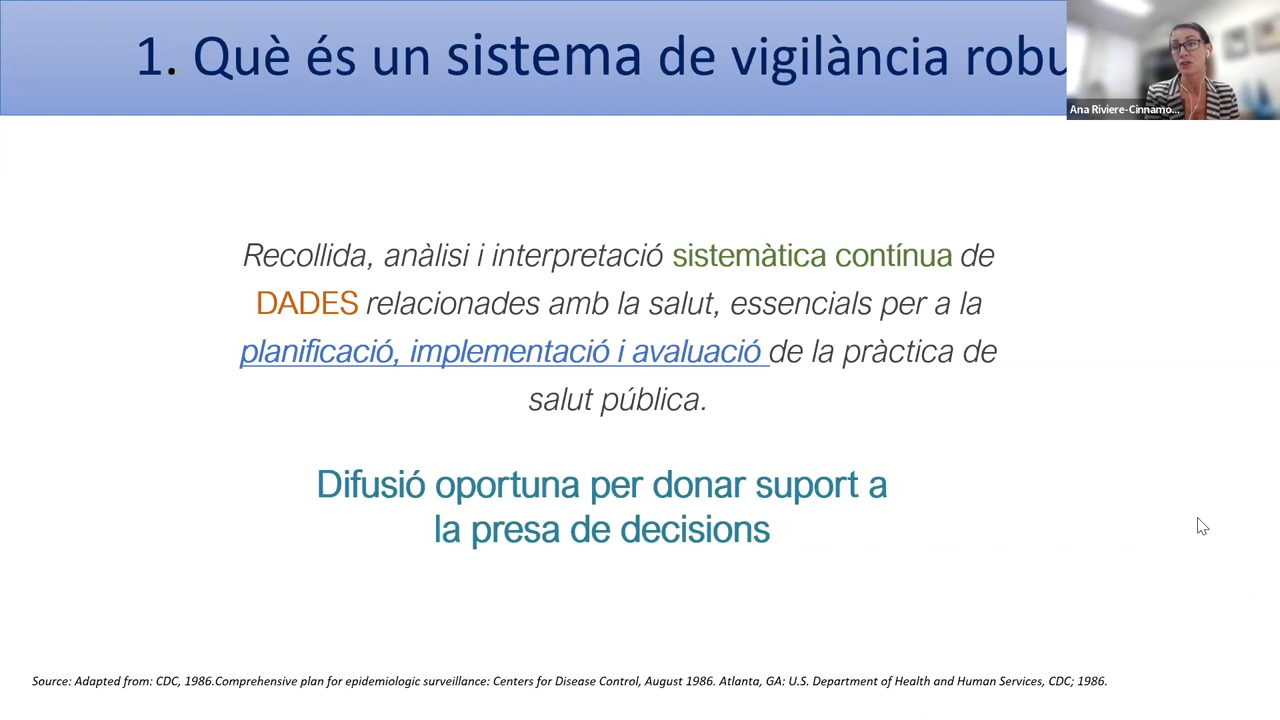 1. Què és un sistema de vigilància robu
Ana Riviere-Cinnamo...
Recollida, anàlisi i interpretació sistemàtica contínua de
DADES relacionades amb la salut, essencials per a la
planificació, implementació i avaluació de la pràctica de
salut pública.
Difusió oportuna per donar suport a
la presa de decisions
Source: Adapted from: CDC, 1986.Comprehensive plan for epidemiologic surveillance: Centers for Disease Control, August 1986. Atlanta, GA: U.S. Department of Health and Human Services, CDC; 1986.